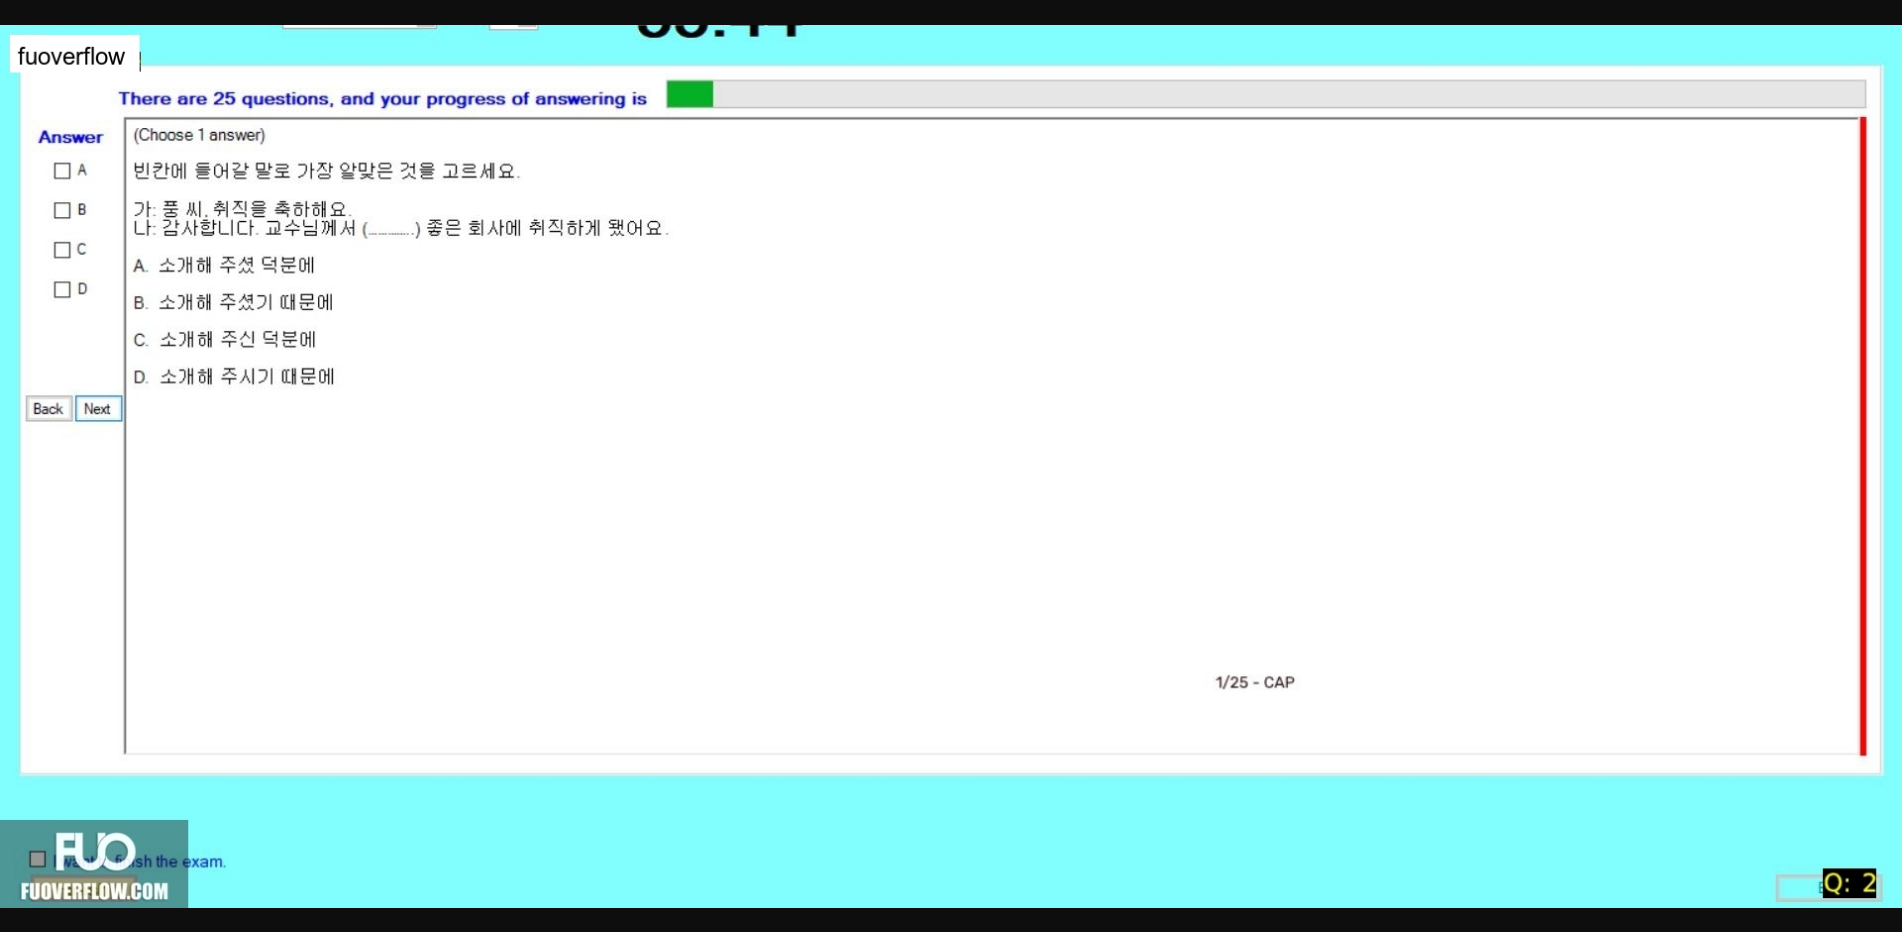 fuoverflow
There are 25 questions, and your progress of answering is
Answer
(Choose 1 answer)
A
빈칸에 들어갈 말로 가장 알맞은 것을 고르세요.
B
가: 풍 씨, 취직을 축하해요.
나: 감사합니다. 교수님께서 (............) 좋은 회사에 취직하게 됐어요.
C
D
A. 소개해 주셨 덕분에
B. 소개해 주셨기 때문에
C. 소개해 주신 덕분에
D. 소개해 주시기 때문에
Back Next
1/25 - CAP
FUO
finish the exam.
FUOVERFLOW.COM
Q: 2